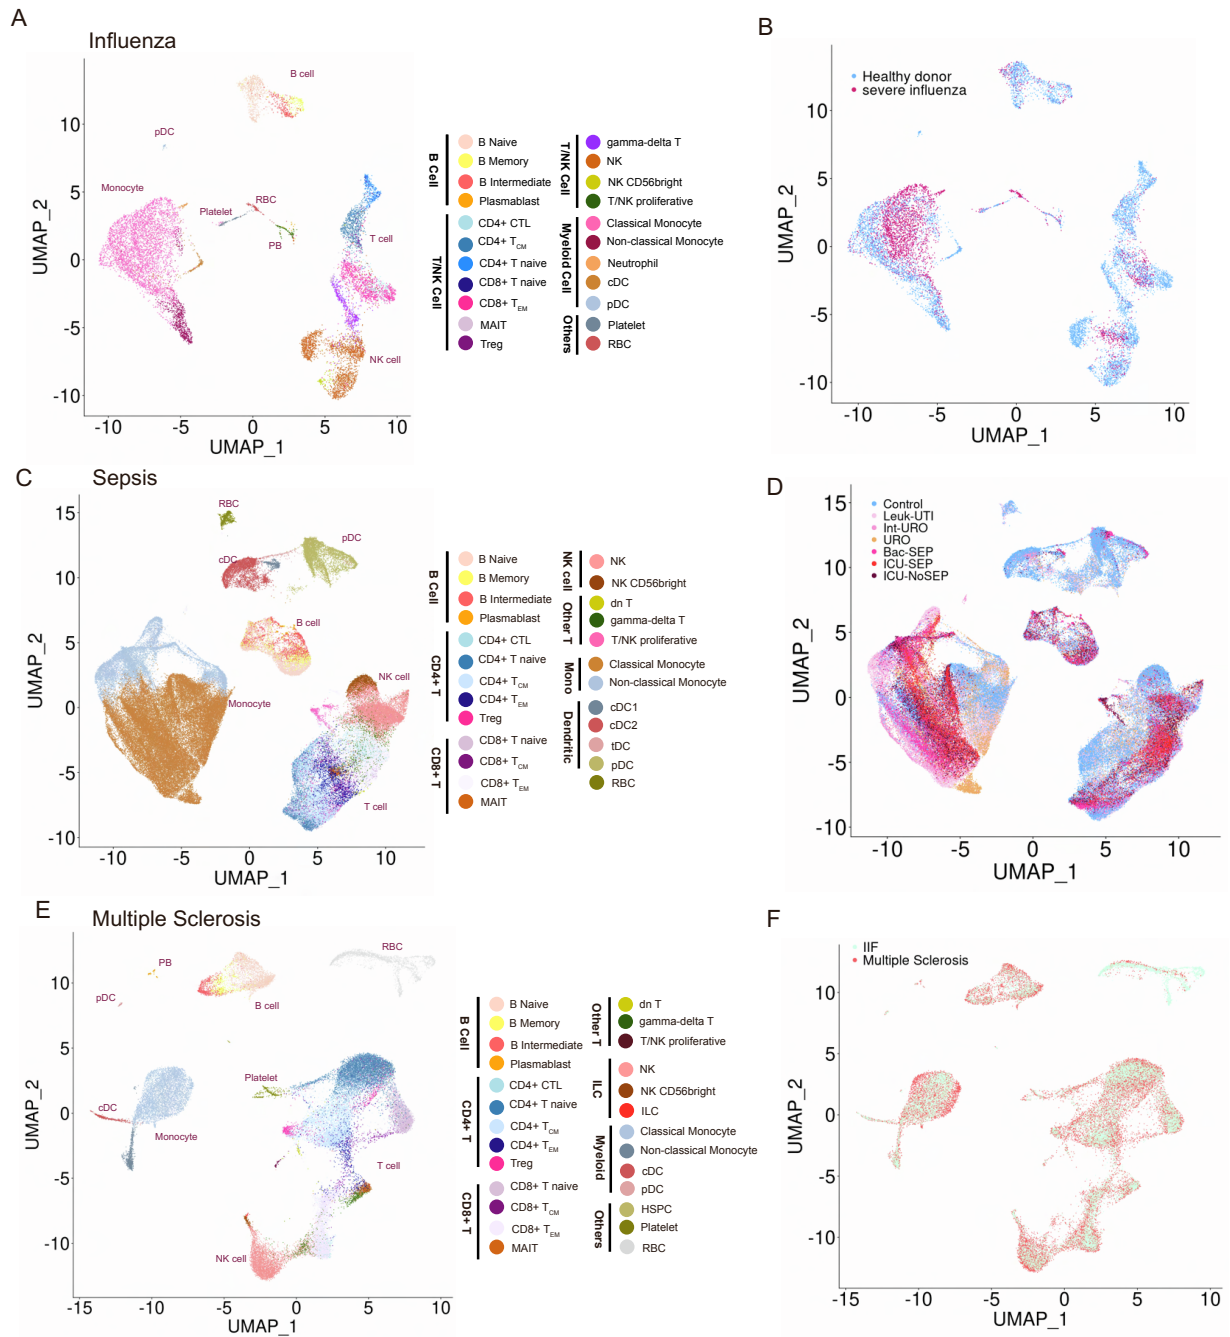 A
Influenza
B cell
pDC
Monocyte
Platelet
RBC
PB
T cell
NK cell
10
5
0
-5
-10
UMAP_2
-10 -5 0 5 10
UMAP_1
B Cell
B Naive
B Memory
B Intermediate
Plasmablast
T/NK Cell
CD4+ CTL
CD4+ TCM
CD4+ T naive
CD8+ T naive
CD8+ TEM
MAIT
Treg
T/NK Cell
gamma-delta T
NK
NK CD56bright
T/NK proliferative
Myeloid Cell
Classical Monocyte
Non-classical Monocyte
Neutrophil
cDC
pDC
Others
Platelet
RBC
B
Healthy donor
severe influenza
10
5
0
-5
-10
UMAP_2
-10 -5 0 5 10
UMAP_1
C
Sepsis
RBC
cDC
pDC
B cell
NK cell
Monocyte
T cell
15
10
5
0
-5
-10
UMAP_2
-10 -5 0 5 10
UMAP_1
B Cell
B Naive
B Memory
B Intermediate
Plasmablast
CD4+ T
CD4+ CTL
CD4+ T naive
CD4+ TCM
CD4+ TEM
Treg
CD8+ T
CD8+ T naive
CD8+ TCM
CD8+ TEM
MAIT
NK cell
NK
NK CD56bright
Other T
dn T
gamma-delta T
T/NK proliferative
Mono
Classical Monocyte
Non-classical Monocyte
Dendritic
cDC1
cDC2
tDC
pDC
RBC
D
Control
Leuk-UTI
Int-URO
URO
Bac-SEP
ICU-SEP
ICU-NoSEP
15
10
5
0
-5
-10
UMAP_2
-10 -5 0 5 10
UMAP_1
E
Multiple Sclerosis
PB
pDC
B cell
RBC
Platelet
cDC
Monocyte
T cell
NK cell
10
5
0
-5
-10
UMAP_2
-15 -10 -5 0 5 10
UMAP_1
B Cell
B Naive
B Memory
B Intermediate
Plasmablast
CD4+ T
CD4+ CTL
CD4+ T naive
CD4+ TCM
CD4+ TEM
Treg
CD8+ T
CD8+ T naive
CD8+ TCM
CD8+ TEM
MAIT
Other T
dn T
gamma-delta T
T/NK proliferative
ILC
NK
NK CD56bright
ILC
Myeloid
Classical Monocyte
Non-classical Monocyte
cDC
pDC
Others
HSPC
Platelet
RBC
F
IIF
Multiple Sclerosis
10
5
0
-5
-10
UMAP_2
-15 -10 -5 0 5 10
UMAP_1